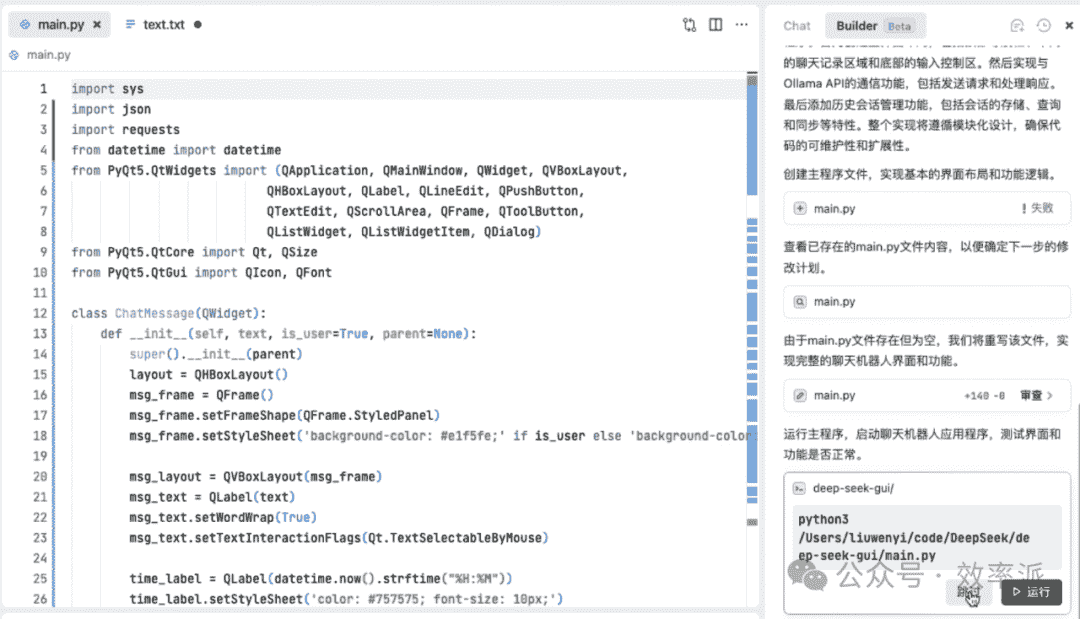 main.py
text.txt
main.py
1 import sys
2 import json
3 import requests
4 from datetime import datetime
5 from PyQt5.QtWidgets import (QApplication, QMainWindow, QWidget, QVBoxLayout,
6 QHBoxLayout, QLabel, QLineEdit, QPushButton,
7 QTextEdit, QScrollArea, QFrame, QToolButton,
8 QListWidget, QListWidgetItem, QDialog)
9 from PyQt5.QtCore import Qt, QSize
10 from PyQt5.QtGui import QIcon, QFont
11
12 class ChatMessage(QWidget):
13 def __init__(self, text, is_user=True, parent=None):
14 super().__init__(parent)
15 layout = QHBoxLayout()
16 msg_frame = QFrame()
17 msg_frame.setFrameShape(QFrame.StyledPanel)
18 msg_frame.setStyleSheet('background-color: #e1f5fe;' if is_user else 'background-color:
19
20 msg_layout = QVBoxLayout(msg_frame)
21 msg_text = QLabel(text)
22 msg_text.setWordWrap(True)
23 msg_text.setTextInteractionFlags(Qt.TextSelectableByMouse)
24
25 time_label = QLabel(datetime.now().strftime("%H:%M"))
26 time_label.setStyleSheet('color: #757575; font-size: 10px;')
Chat
Builder Beta
的聊天记录区域和底部的输入控制区。然后实现与
Ollama API的通信功能，包括发送请求和处理响应。
最后添加历史会话管理功能，包括会话的存储、查询
和同步等特性。整个实现将遵循模块化设计，确保代
码的可维护性和扩展性。
创建主程序文件，实现基本的界面布局和功能逻辑。
main.py ! 失败
查看已存在的main.py文件内容，以便确定下一步的修
改计划。
main.py
由于main.py文件存在但为空，我们将重写该文件，实
现完整的聊天机器人界面和功能。
main.py +140 -0 审查 >
运行主程序，启动聊天机器人应用程序，测试界面和
功能是否正常。
deep-seek-gui/
python3
/Users/liuwenyi/code/DeepSeek/de
ep-seek-gui/main.py
公众号 · 效率派
跳过
运行